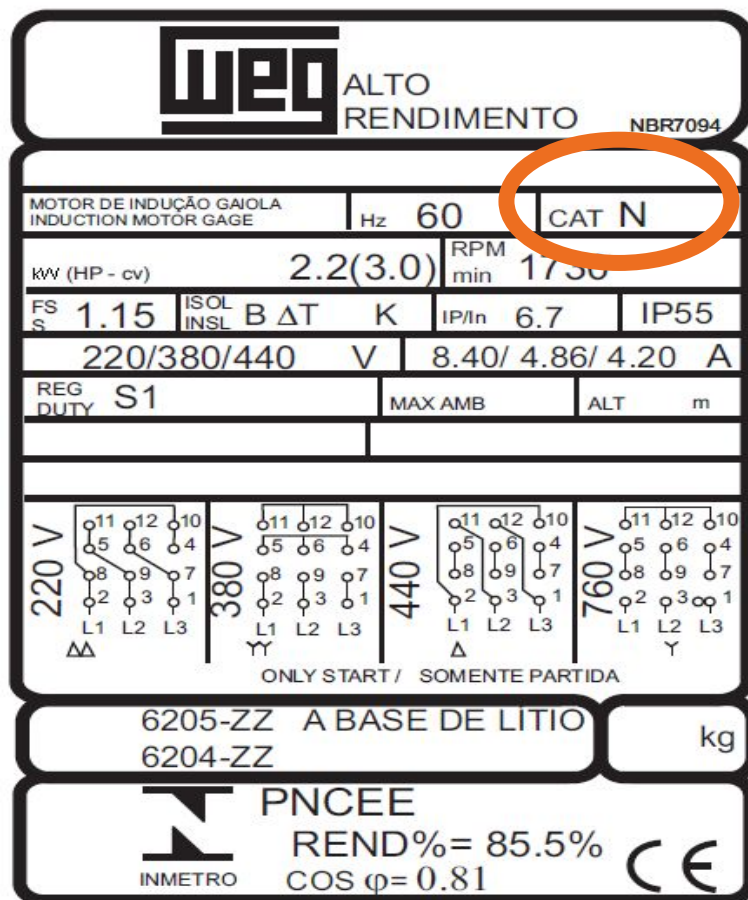 WEG ALTO
RENDIMENTO NBR7094
MOTOR DE INDUÇÃO GAIOLA
INDUCTION MOTOR GAGE
Hz 60
CAT N
kW (HP - cv) 2.2(3.0)
RPM
min 1730
FS
S 1.15
ISOL
INSL B ΔT K
IP/In 6.7
IP55
220/380/440 V
8.40/ 4.86/ 4.20 A
REG
DUTY S1
MAX AMB
ALT m
220 V
11 12 10
5 6 4
8 9 7
2 3 1
L1 L2 L3
ΔΔ
380 V
11 12 10
5 6 4
8 9 7
2 3 1
L1 L2 L3
YY
440 V
11 12 10
5 6 4
8 9 7
2 3 1
L1 L2 L3
Δ
760 V
11 12 10
5 6 4
8 9 7
2 3 1
L1 L2 L3
Y
ONLY START / SOMENTE PARTIDA
6205-ZZ A BASE DE LÍTIO
6204-ZZ
kg
PNCEE
REND%= 85.5%
INMETRO COS φ= 0.81
CE